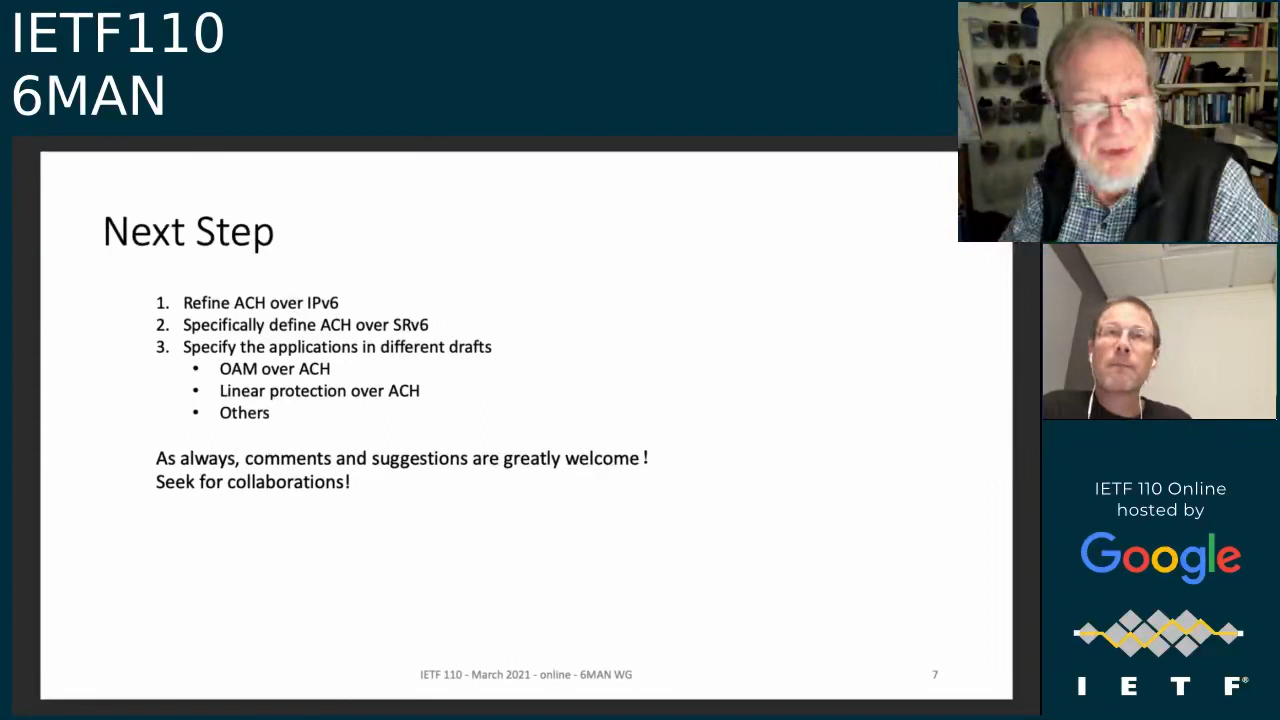 IETF110
6MAN
Next Step
1. Refine ACH over IPv6
2. Specifically define ACH over SRv6
3. Specify the applications in different drafts
• OAM over ACH
• Linear protection over ACH
• Others
As always, comments and suggestions are greatly welcome!
Seek for collaborations!
IETF 110 - March 2021 - online - 6MAN WG
7
IETF 110 Online
hosted by
Google
I E T F®